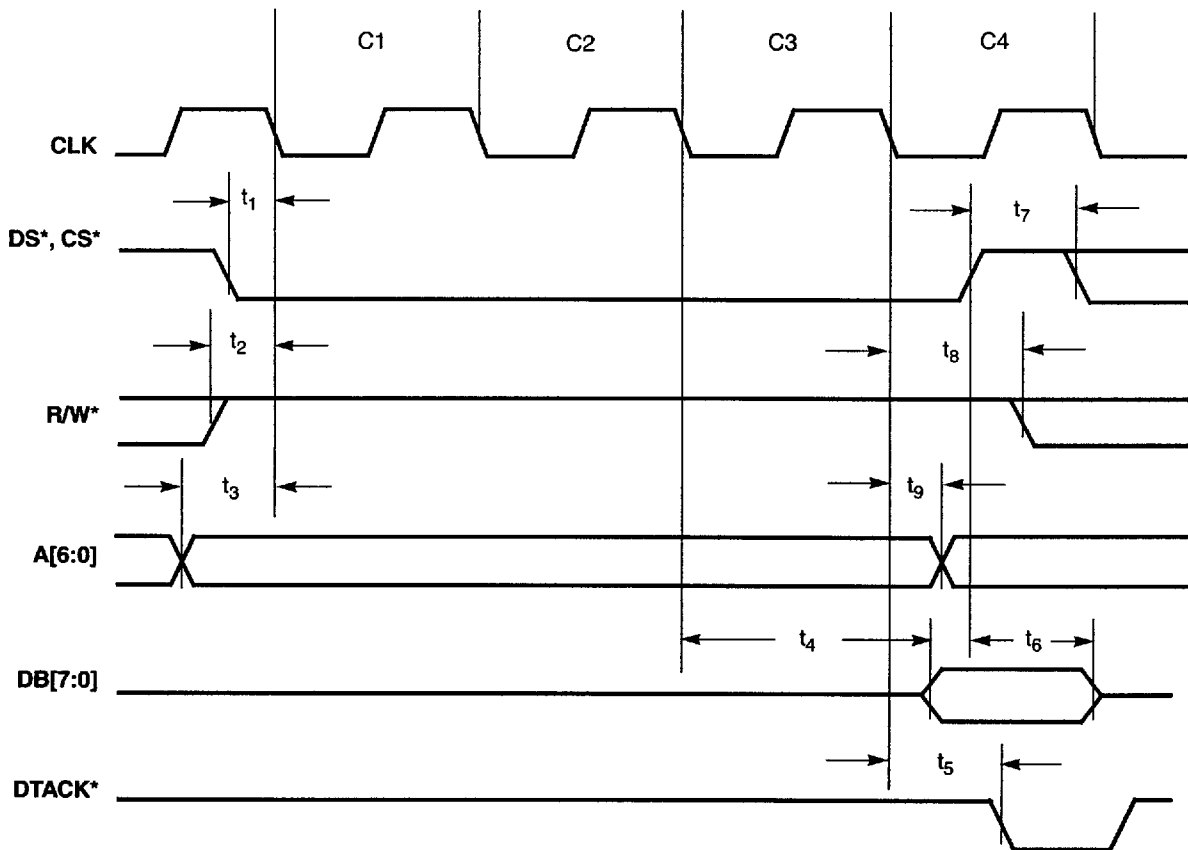 C1 C2 C3 C4
CLK
t1
t7
DS*, CS*
t2
t8
R/W*
t3
t9
A[6:0]
t4
t6
DB[7:0]
t5
DTACK*